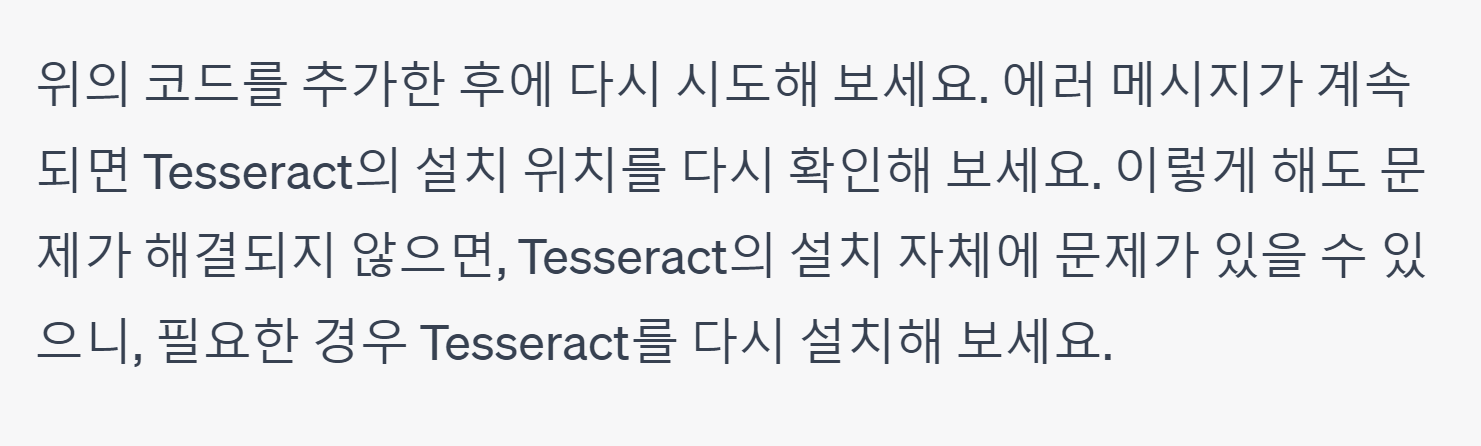 위의 코드를 추가한 후에 다시 시도해 보세요. 에러 메시지가 계속
되면 Tesseract의 설치 위치를 다시 확인해 보세요. 이렇게 해도 문
제가 해결되지 않으면, Tesseract의 설치 자체에 문제가 있을 수 있
으니, 필요한 경우 Tesseract를 다시 설치해 보세요.